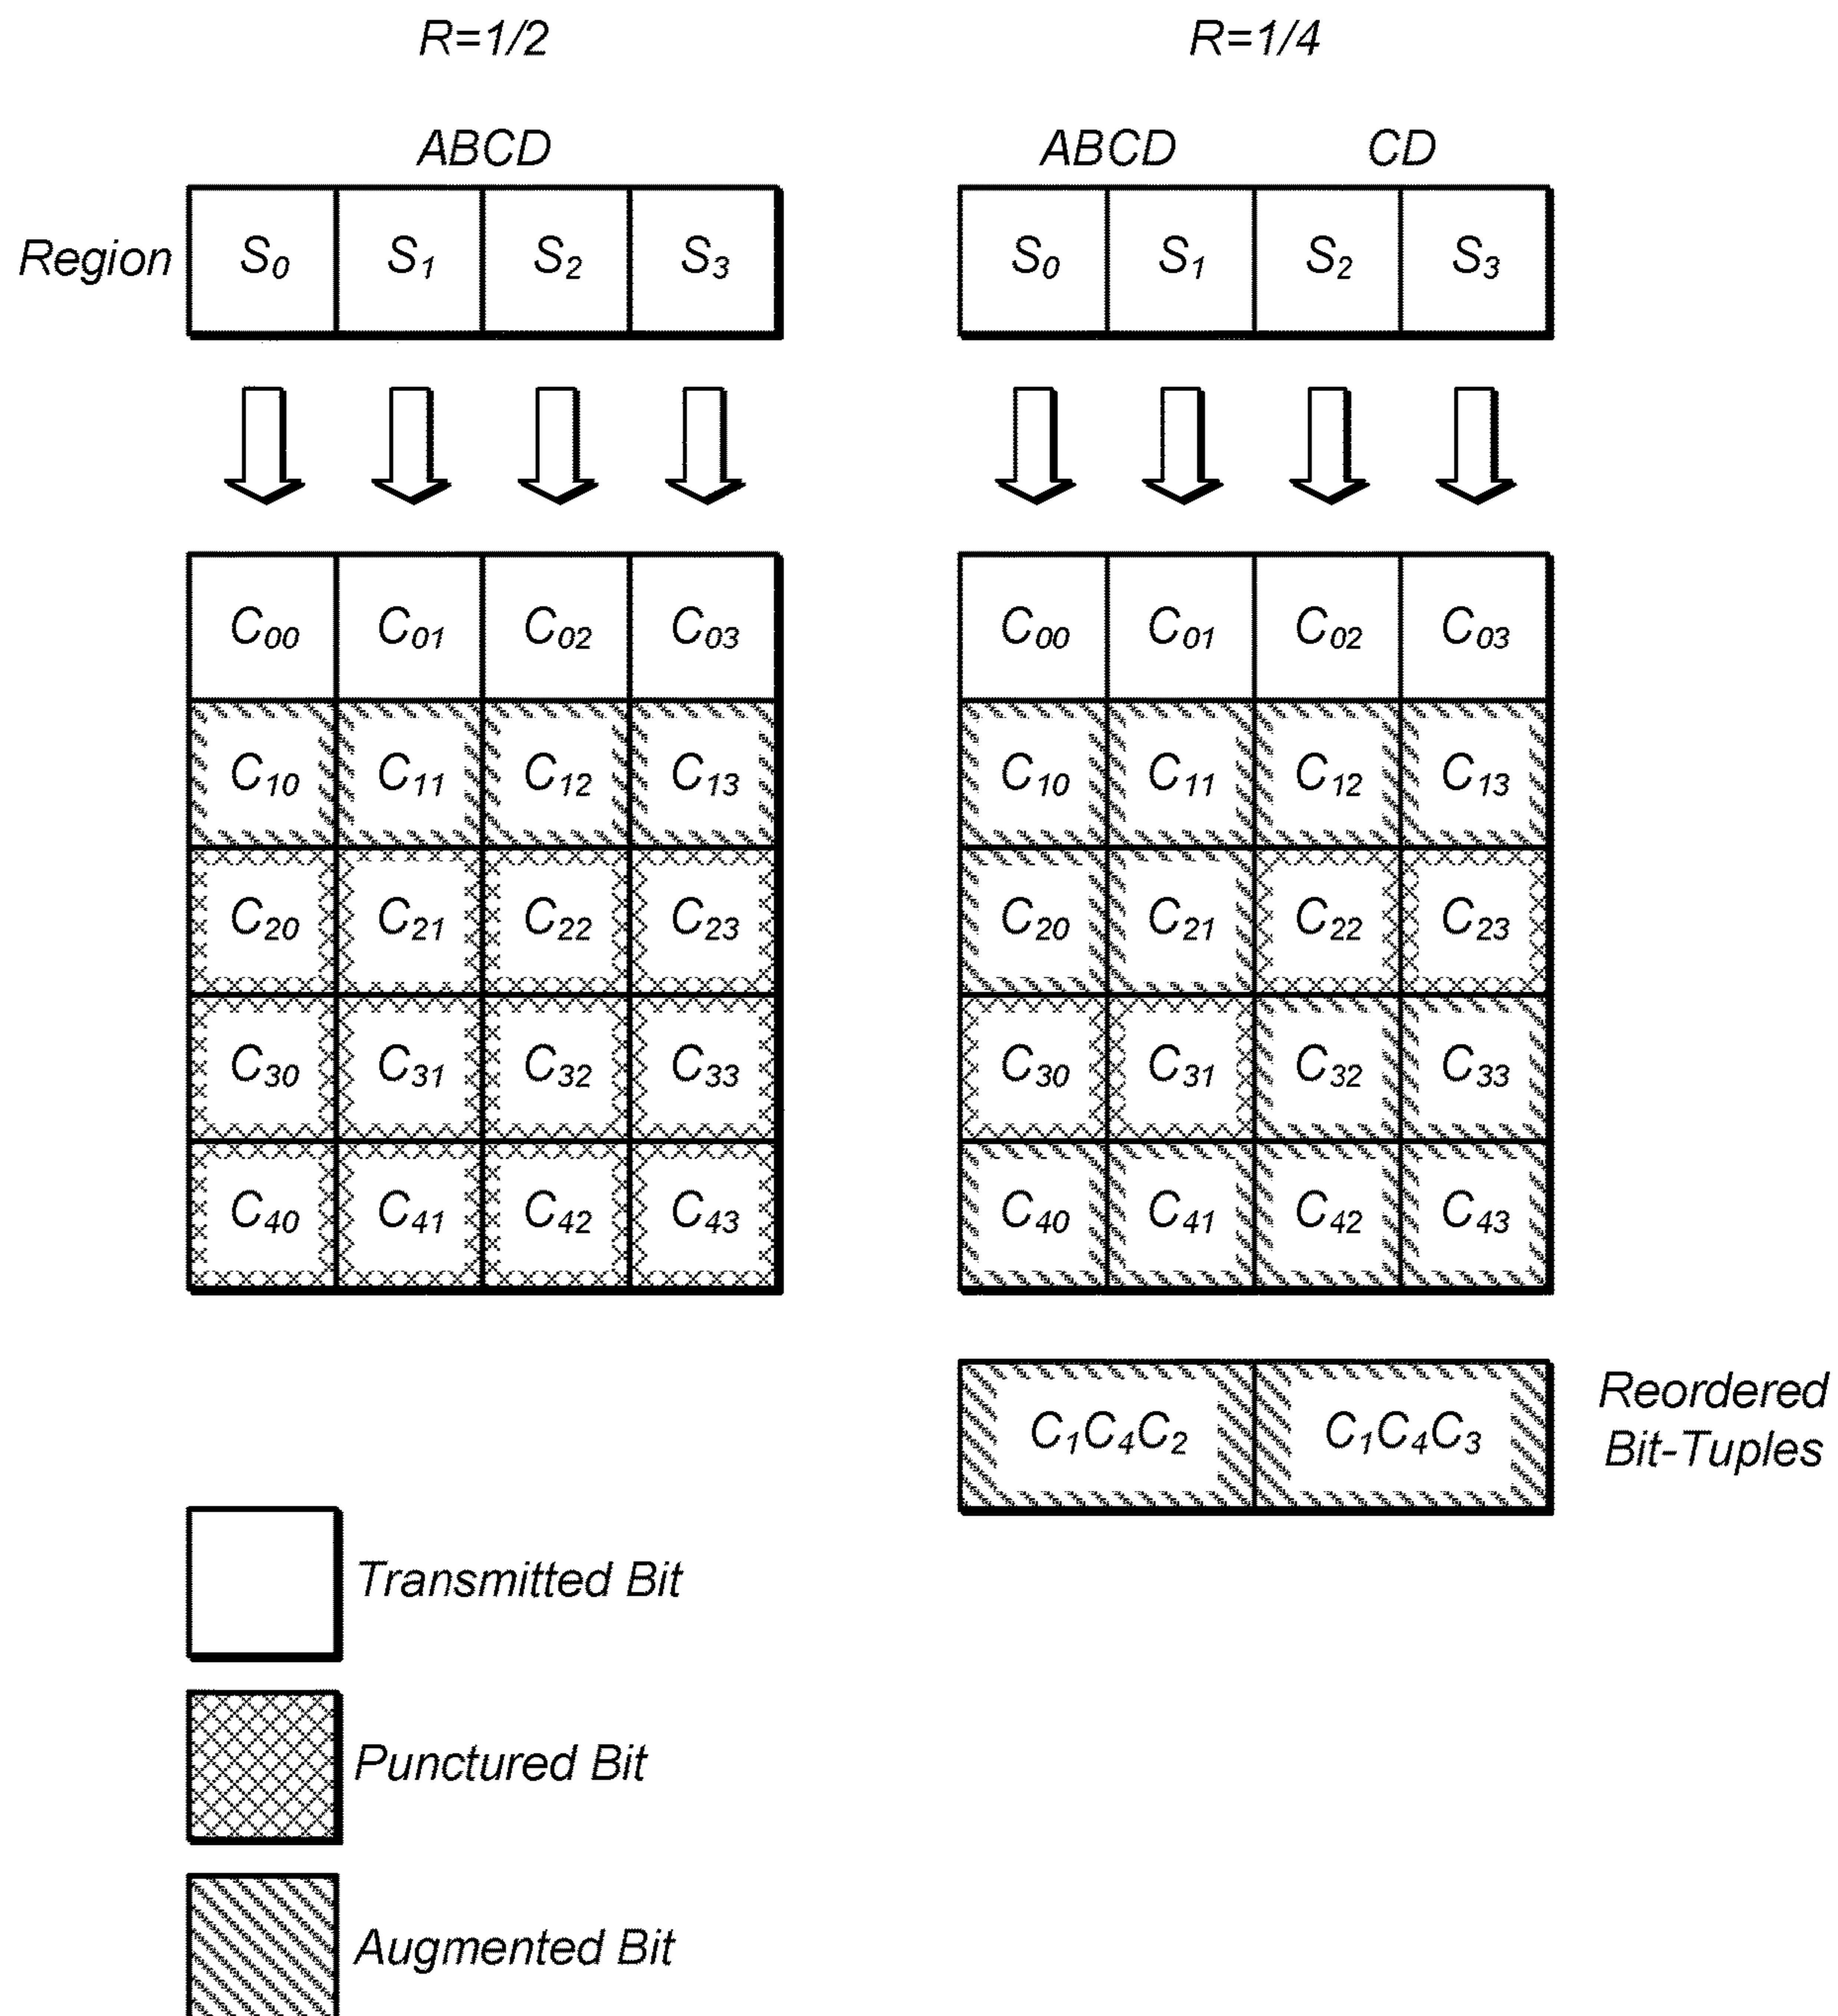 R=1/2 R=1/4
ABCD ABCD CD
Region S0 S1 S2 S3 S0 S1 S2 S3
C00 C01 C02 C03 C00 C01 C02 C03
C10 C11 C12 C13 C10 C11 C12 C13
C20 C21 C22 C23 C20 C21 C22 C23
C30 C31 C32 C33 C30 C31 C32 C33
C40 C41 C42 C43 C40 C41 C42 C43
C1C4C2 C1C4C3
Reordered
Bit-Tuples
Transmitted Bit
Punctured Bit
Augmented Bit